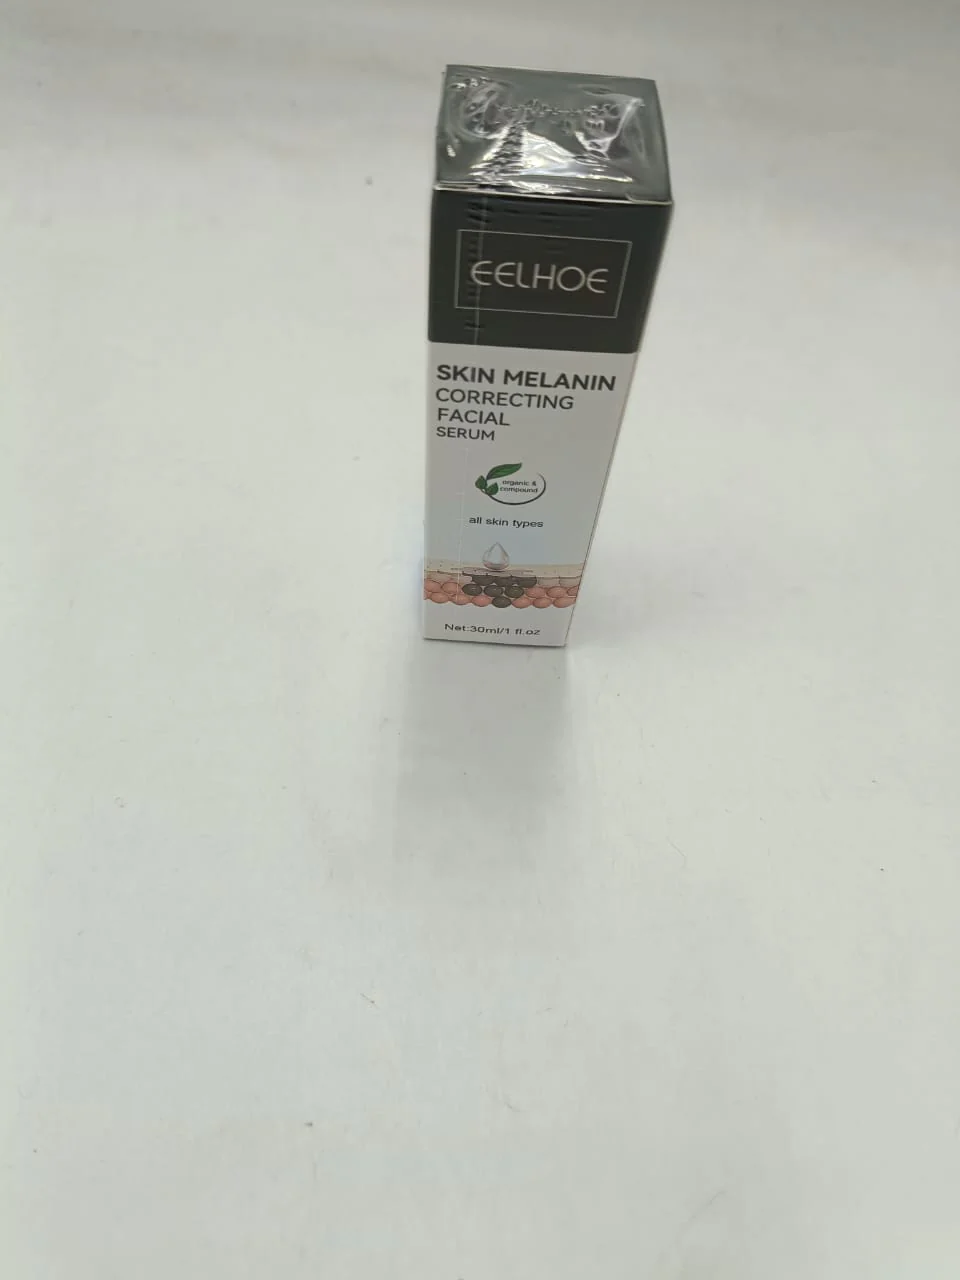 EELHOE
SKIN MELANIN
CORRECTING
FACIAL
SERUM
organic &
compound
all skin types
Net:30ml/1 fl.oz